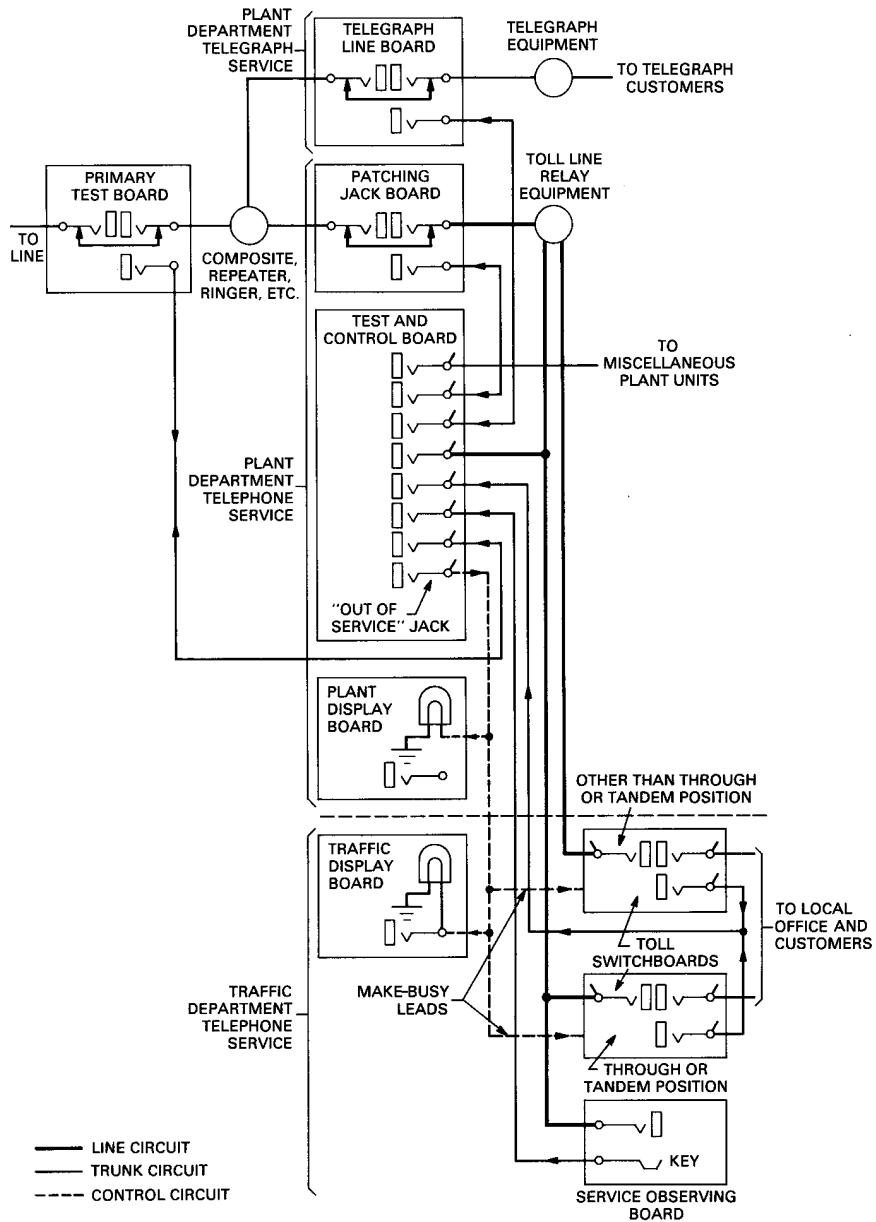 PLANT
DEPARTMENT
TELEGRAPH
SERVICE
TELEGRAPH
LINE BOARD
TELEGRAPH
EQUIPMENT
TO TELEGRAPH
CUSTOMERS
PRIMARY
TEST BOARD
TO
LINE
COMPOSITE,
REPEATER,
RINGER, ETC.
PATCHING
JACK BOARD
TOLL LINE
RELAY
EQUIPMENT
TEST AND
CONTROL BOARD
TO
MISCELLANEOUS
PLANT UNITS
PLANT
DEPARTMENT
TELEPHONE
SERVICE
"OUT OF
SERVICE" JACK
PLANT
DISPLAY
BOARD
OTHER THAN THROUGH
OR TANDEM POSITION
TRAFFIC
DISPLAY
BOARD
TO LOCAL
OFFICE AND
CUSTOMERS
TOLL
SWITCHBOARDS
MAKE-BUSY
LEADS
TRAFFIC
DEPARTMENT
TELEPHONE
SERVICE
THROUGH OR
TANDEM POSITION
KEY
SERVICE OBSERVING
BOARD
LINE CIRCUIT
TRUNK CIRCUIT
CONTROL CIRCUIT